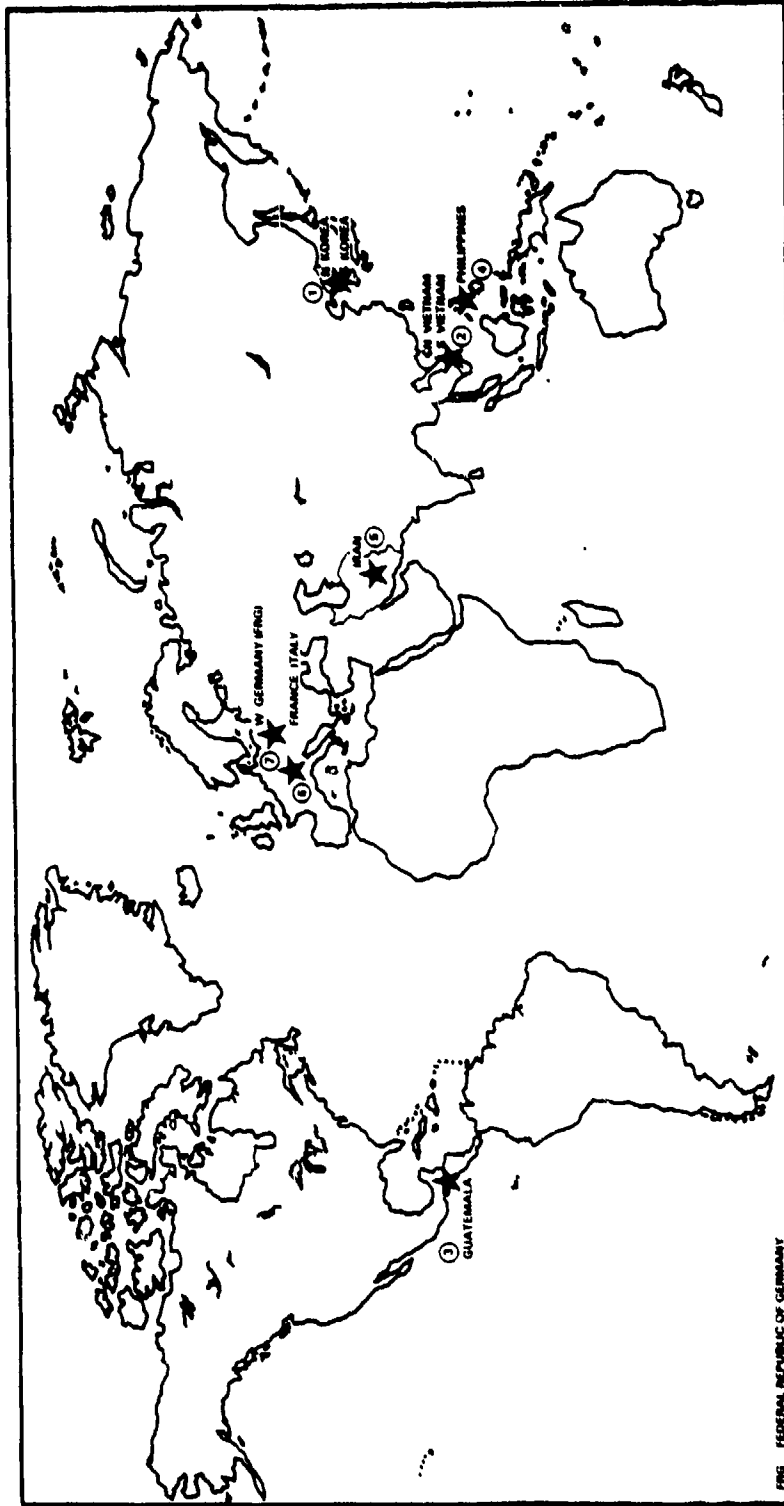 W GERMANY (FRG)
⑦
FRANCE ITALY
⑥
① N KOREA
S KOREA
IRAN ⑤
N VIETNAM
S VIETNAM
②
③
GUATEMALA
PHILIPPINES
④
FRG FEDERAL REPUBLIC OF GERMANY